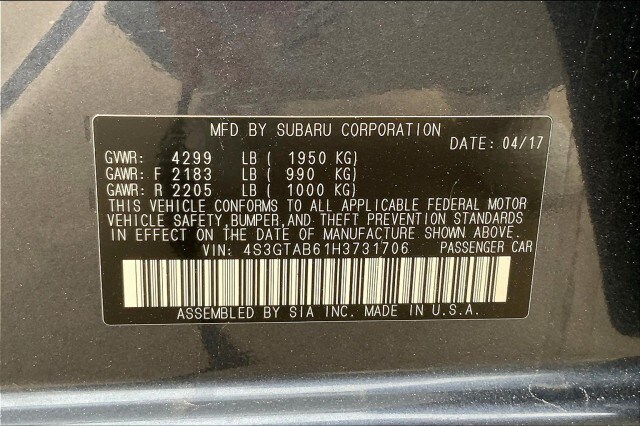 MFD BY SUBARU CORPORATION
DATE: 04/17
GVWR: 4299 LB ( 1950 KG)
GAWR: F 2183 LB ( 990 KG)
GAWR: R 2205 LB ( 1000 KG)
THIS VEHICLE CONFORMS TO ALL APPLICABLE FEDERAL MOTOR
VEHICLE SAFETY, BUMPER, AND THEFT PREVENTION STANDARDS
IN EFFECT ON THE DATE OF MANUFACTURE SHOWN ABOVE.
VIN: 4S3GTAB61H3731706 PASSENGER CAR
ASSEMBLED BY SIA INC. MADE IN U.S.A.